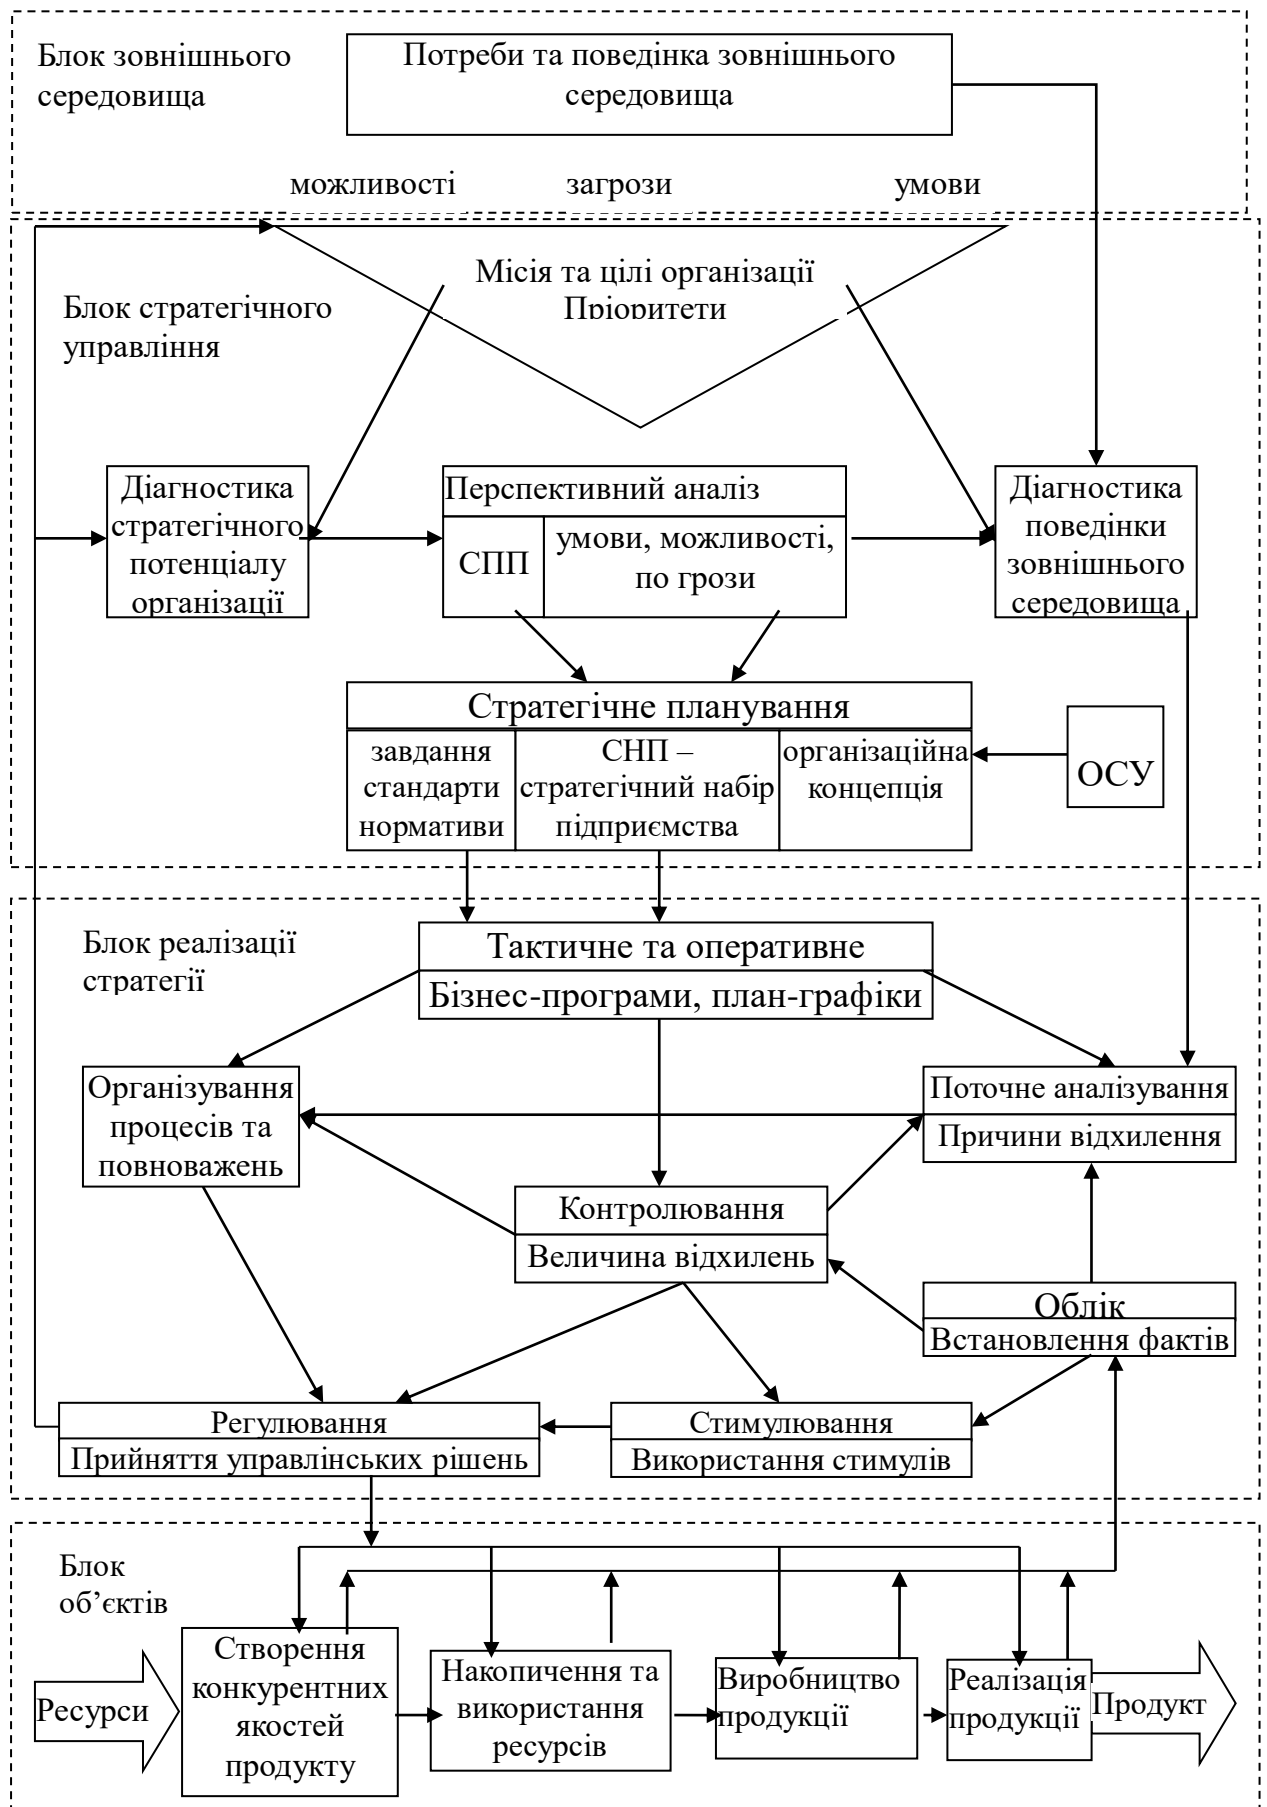 Блок зовнішнього
середовища
Потреби та поведінка зовнішнього
середовища
можливості загрози умови
Місія та цілі організації
Пріоритети
Блок стратегічного
управління
Діагностика
стратегічного
потенціалу
організації
Перспективний аналіз
СПП
умови, можливості,
по грози
Діагностика
поведінки
зовнішнього
середовища
Стратегічне планування
завдання
стандарти
нормативи
СНП –
стратегічний набір
підприємства
організаційна
концепція
ОСУ
Блок реалізації
стратегії
Тактичне та оперативне
Бізнес-програми, план-графіки
Організування
процесів та
повноважень
Поточне аналізування
Причини відхилення
Контролювання
Величина відхилень
Облік
Встановлення фактів
Регулювання
Прийняття управлінських рішень
Стимулювання
Використання стимулів
Блок
об’єктів
Ресурси
Створення
конкурентних
якостей
продукту
Накопичення та
використання
ресурсів
Виробництво
продукції
Реалізація
продукції
Продукт